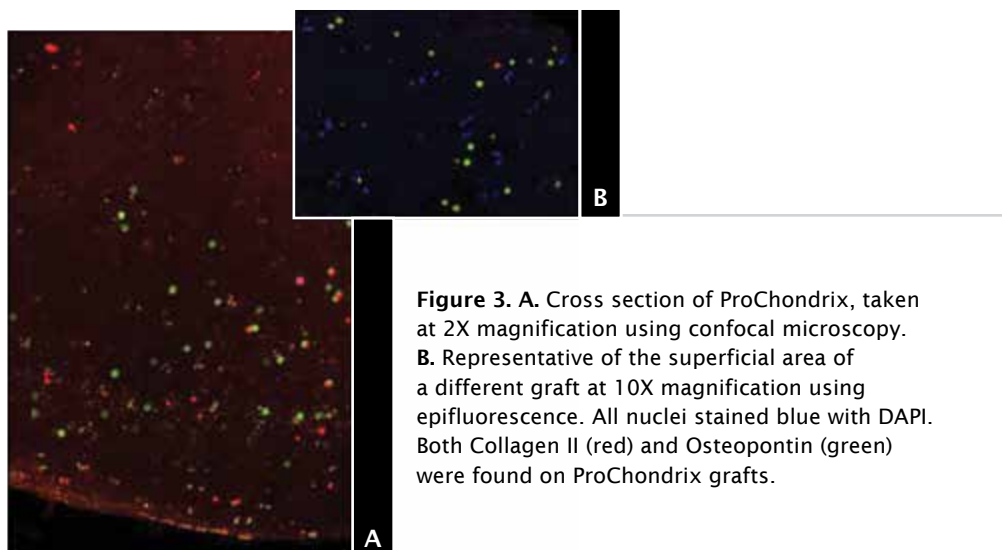 B
A
Figure 3. A. Cross section of ProChondrix, taken
at 2X magnification using confocal microscopy.
B. Representative of the superficial area of
a different graft at 10X magnification using
epifluorescence. All nuclei stained blue with DAPI.
Both Collagen II (red) and Osteopontin (green)
were found on ProChondrix grafts.